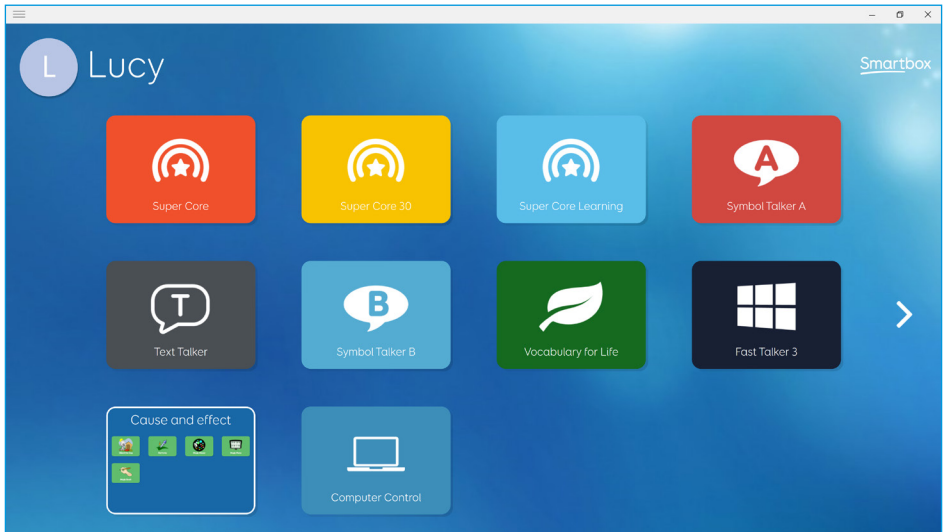 L
Lucy
Smartbox
Super Core
Super Core 30
Super Core Learning
A
Symbol Talker A
T
Text Talker
B
Symbol Talker B
Vocabulary for Life
Fast Talker 3
Cause and effect
Computer Control